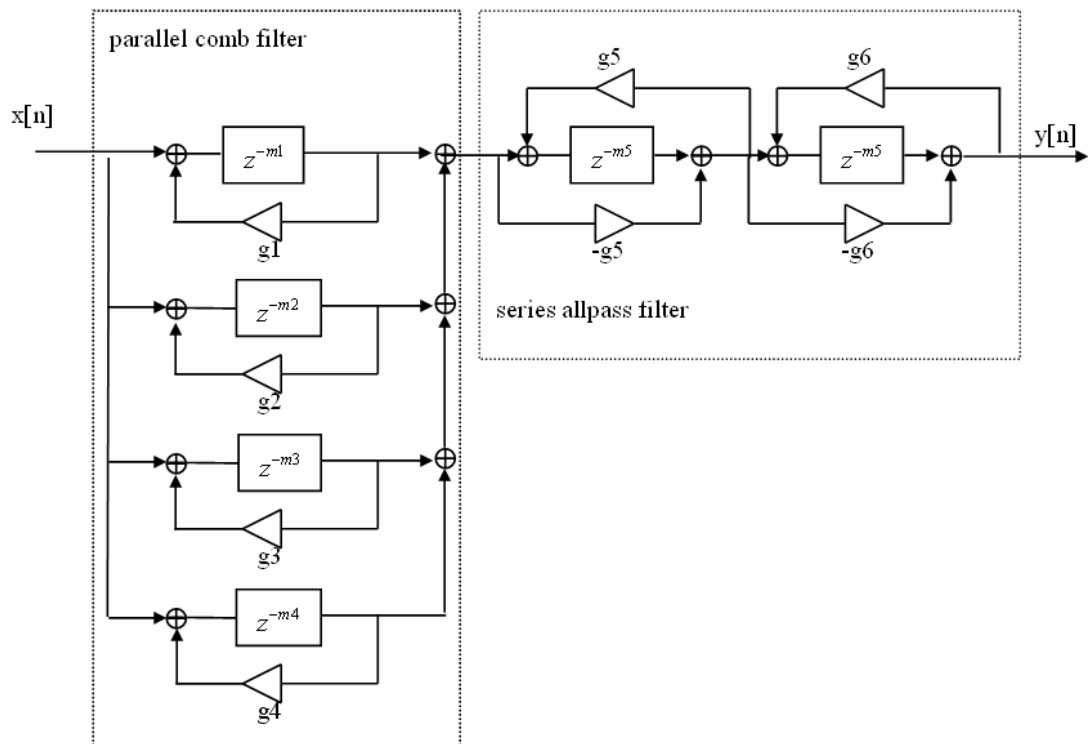 parallel comb filter
x[n]
z^{-m1}
g1
z^{-m2}
g2
z^{-m3}
g3
z^{-m4}
g4
g5
g6
z^{-m5}
z^{-m5}
y[n]
-g5
-g6
series allpass filter